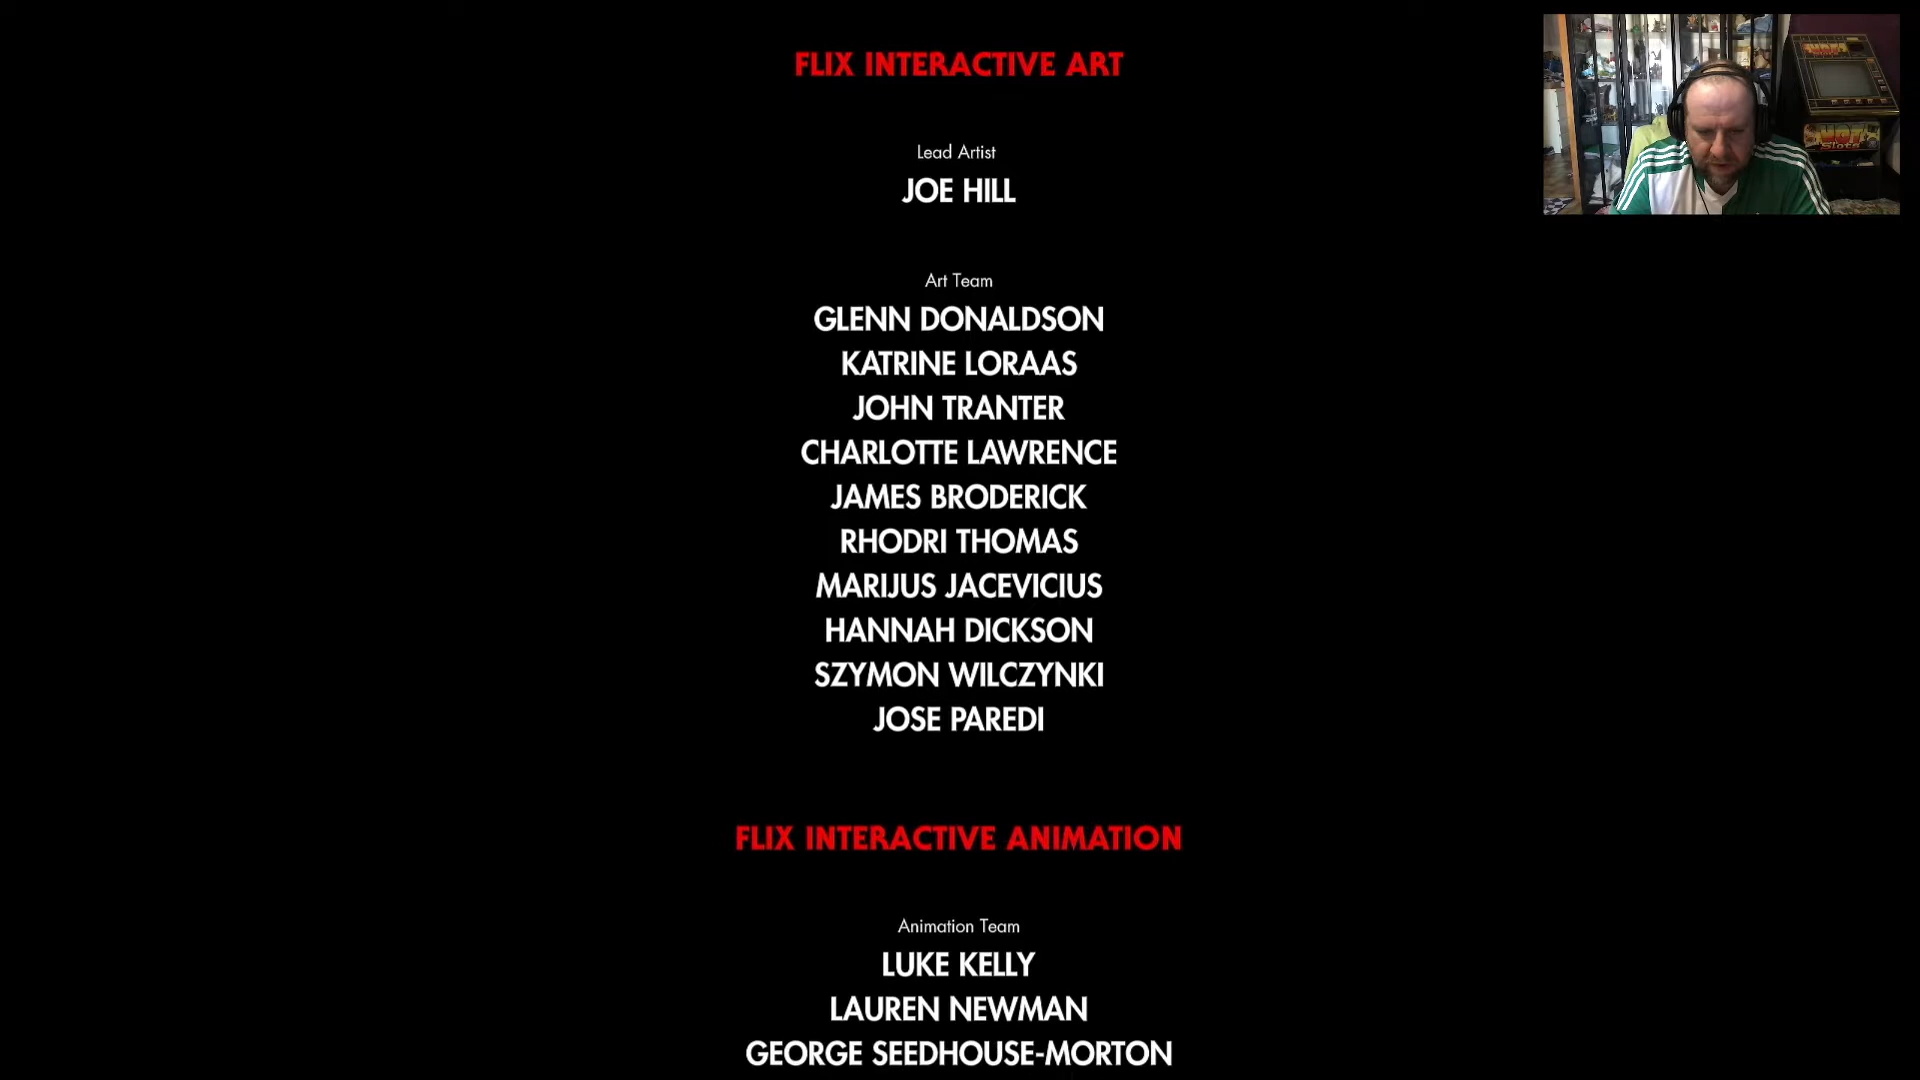 FLIX INTERACTIVE ART
Lead Artist
JOE HILL
Art Team
GLENN DONALDSON
KATRINE LORAAS
JOHN TRANTER
CHARLOTTE LAWRENCE
JAMES BRODERICK
RHODRI THOMAS
MARIJUS JACEVICIUS
HANNAH DICKSON
SZYMON WILCZYNKI
JOSE PAREDI
FLIX INTERACTIVE ANIMATION
Animation Team
LUKE KELLY
LAUREN NEWMAN
GEORGE SEEDHOUSE-MORTON
HOT
Slots